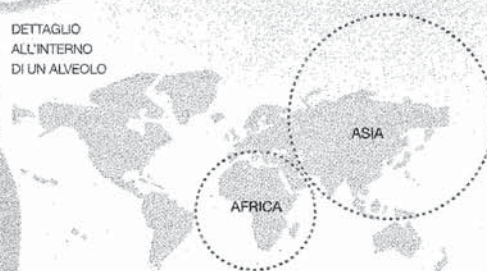 DETTAGLIO
ALL'INTERNO
DI UN ALVEOLO
ASIA
AFRICA